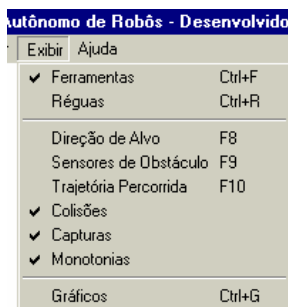 Autônomo de Robôs - Desenvolvido
Exibir Ajuda
Ferramentas Ctrl+F
Réguas Ctrl+R
Direção de Alvo F8
Sensores de Obstáculo F9
Trajetória Percorrida F10
Colisões
Capturas
Monotonias
Gráficos Ctrl+G